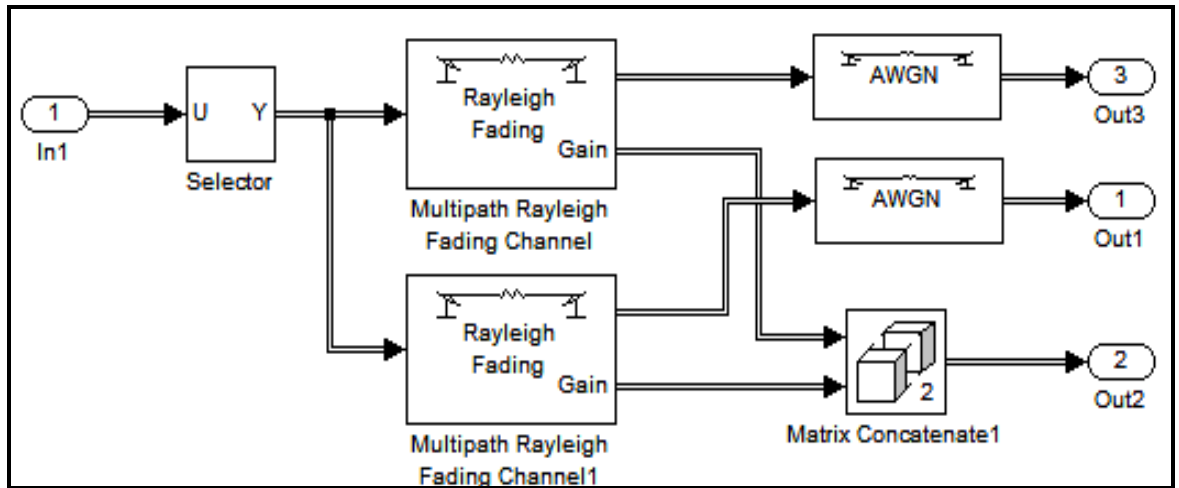 1
In1
U Y
Selector
Rayleigh
Fading
Gain
Multipath Rayleigh
Fading Channel
AWGN
3
Out3
AWGN
1
Out1
Rayleigh
Fading
Gain
Multipath Rayleigh
Fading Channel1
2
Matrix Concatenate1
2
Out2